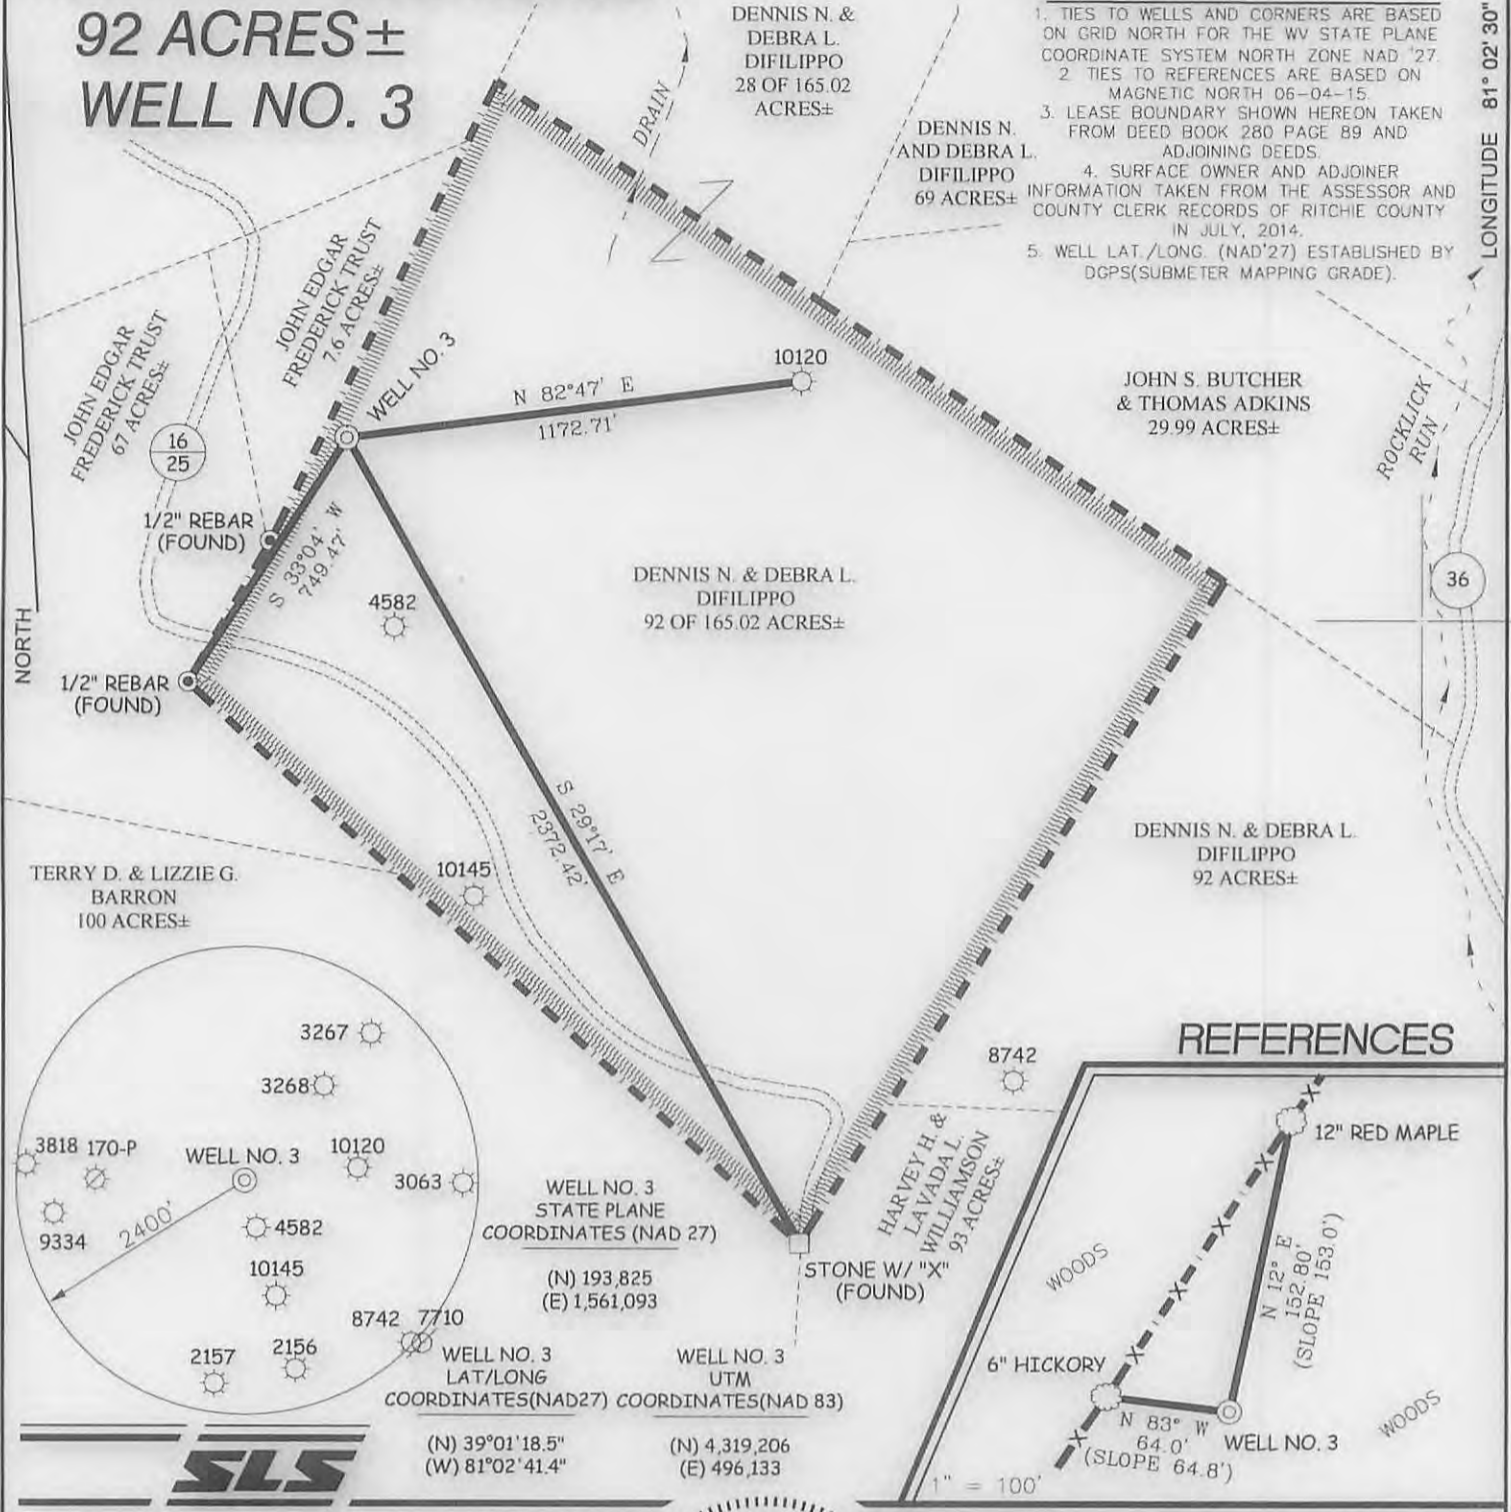 92 ACRES±
WELL NO. 3
DENNIS N. &
DEBRA L.
DIFILIPPO
28 OF 165.02
ACRES±
DRAIN
DENNIS N.
AND DEBRA L.
DIFILIPPO
69 ACRES±
1. TIES TO WELLS AND CORNERS ARE BASED
ON GRID NORTH FOR THE WV STATE PLANE
COORDINATE SYSTEM NORTH ZONE NAD '27.
2 TIES TO REFERENCES ARE BASED ON
MAGNETIC NORTH 06-04-15.
3. LEASE BOUNDARY SHOWN HEREON TAKEN
FROM DEED BOOK 280 PAGE 89 AND
ADJOINING DEEDS.
4. SURFACE OWNER AND ADJOINER
INFORMATION TAKEN FROM THE ASSESSOR AND
COUNTY CLERK RECORDS OF RITCHIE COUNTY
IN JULY, 2014.
5. WELL LAT./LONG. (NAD'27) ESTABLISHED BY
DGPS(SUBMETER MAPPING GRADE).
LONGITUDE 81° 02' 30"
JOHN EDGAR
FREDERICK TRUST
7.6 ACRES±
JOHN EDGAR
FREDERICK TRUST
67 ACRES±
16
25
WELL NO. 3
N 82°47' E
1172.71'
10120
JOHN S. BUTCHER
& THOMAS ADKINS
29.99 ACRES±
ROCKLICK
RUN
36
1/2" REBAR
(FOUND)
S 33°04' W
749.47'
4582
DENNIS N. & DEBRA L.
DIFILIPPO
92 OF 165.02 ACRES±
NORTH
1/2" REBAR
(FOUND)
S 29°17' E
2372.42'
10145
TERRY D. & LIZZIE G.
BARRON
100 ACRES±
DENNIS N. & DEBRA L.
DIFILIPPO
92 ACRES±
8742
HARVEY H. &
LAVADA L.
WILLIAMSON
93 ACRES±
STONE W/ "X"
(FOUND)
3267
3268
3818
170-P
WELL NO. 3
10120
3063
9334
2400'
4582
10145
8742
7710
2157
2156
WELL NO. 3
STATE PLANE
COORDINATES (NAD 27)
(N) 193,825
(E) 1,561,093
WELL NO. 3
LAT/LONG
COORDINATES(NAD27)
(N) 39°01'18.5"
(W) 81°02'41.4"
WELL NO. 3
UTM
COORDINATES(NAD 83)
(N) 4,319,206
(E) 496,133
SLS
REFERENCES
12" RED MAPLE
WOODS
N 12° E
152.80'
(SLOPE 153.0')
6" HICKORY
N 83° W
64.0'
(SLOPE 64.8')
WELL NO. 3
WOODS
1" = 100'